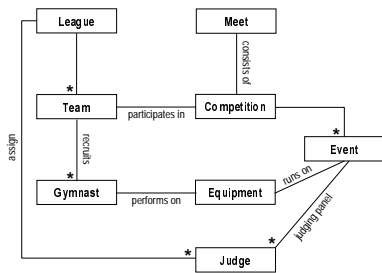 League
Meet
consists of
*
Team
participates in
Competition
*
Event
assign
recruits
runs on
*
Gymnast
performs on
Equipment
judging panel
*
*
Judge